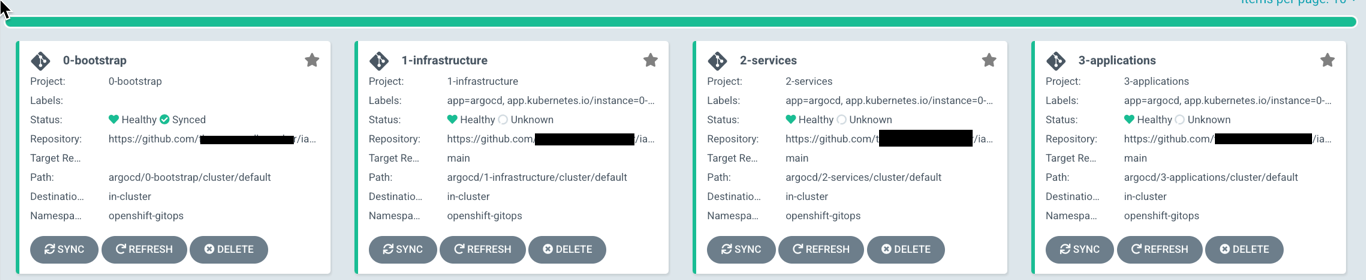 Items per page: 10
0-bootstrap
Project: 0-bootstrap
Labels:
Status: Healthy Synced
Repository: https://github.com/ /ia...
Target Re...
Path: argocd/0-bootstrap/cluster/default
Destinatio... in-cluster
Namespa... openshift-gitops
SYNC REFRESH DELETE
1-infrastructure
Project: 1-infrastructure
Labels: app=argocd, app.kubernetes.io/instance=0-...
Status: Healthy Unknown
Repository: https://github.com/ /ia...
Target Re... main
Path: argocd/1-infrastructure/cluster/default
Destinatio... in-cluster
Namespa... openshift-gitops
SYNC REFRESH DELETE
2-services
Project: 2-services
Labels: app=argocd, app.kubernetes.io/instance=0-...
Status: Healthy Unknown
Repository: https://github.com/t /ia...
Target Re... main
Path: argocd/2-services/cluster/default
Destinatio... in-cluster
Namespa... openshift-gitops
SYNC REFRESH DELETE
3-applications
Project: 3-applications
Labels: app=argocd, app.kubernetes.io/instance=0-...
Status: Healthy Unknown
Repository: https://github.com/ /ia...
Target Re... main
Path: argocd/3-applications/cluster/default
Destinatio... in-cluster
Namespa... openshift-gitops
SYNC REFRESH DELETE